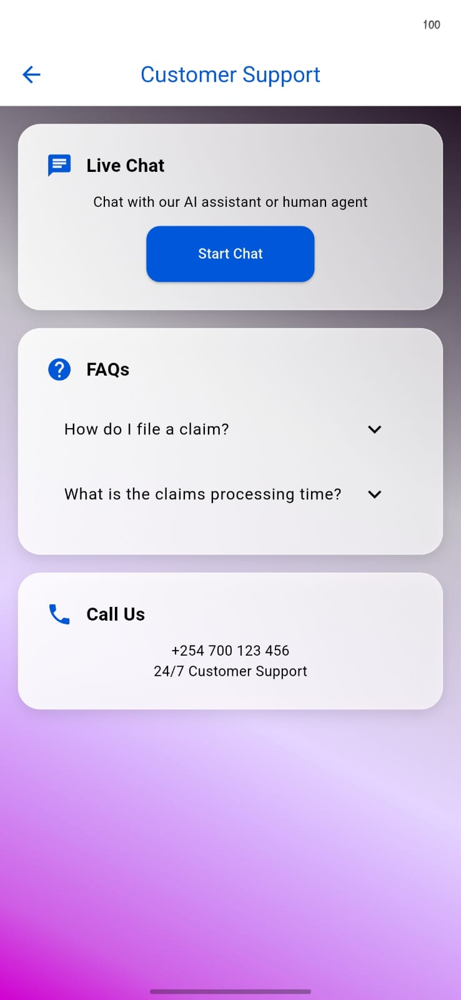 100
Customer Support
Live Chat
Chat with our AI assistant or human agent
Start Chat
FAQs
How do I file a claim?
What is the claims processing time?
Call Us
+254 700 123 456
24/7 Customer Support